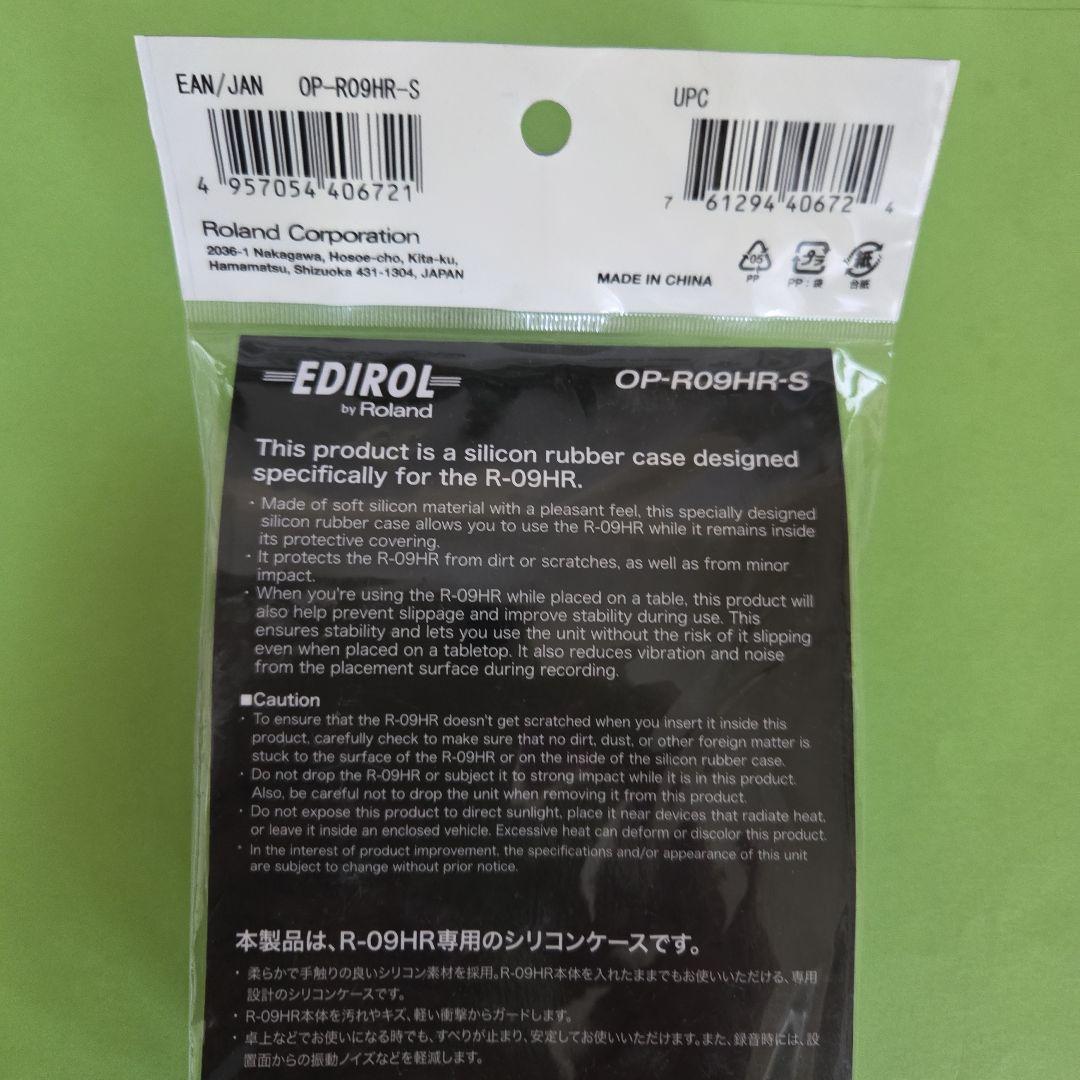 EAN/JAN OP-R09HR-S
4 957054 406721
UPC
7 61294 40672 4
Roland Corporation
2036-1 Nakagawa, Hosoe-cho, Kita-ku,
Hamamatsu, Shizuoka 431-1304, JAPAN
MADE IN CHINA
05
PP
プラ
PP:袋
紙
台紙
EDIROL
by Roland
OP-R09HR-S
This product is a silicon rubber case designed
specifically for the R-09HR.
・Made of soft silicon material with a pleasant feel, this specially designed
silicon rubber case allows you to use the R-09HR while it remains inside
its protective covering.
・It protects the R-09HR from dirt or scratches, as well as from minor
impact.
・When you're using the R-09HR while placed on a table, this product will
also help prevent slippage and improve stability during use. This
ensures stability and lets you use the unit without the risk of it slipping
even when placed on a tabletop. It also reduces vibration and noise
from the placement surface during recording.
■Caution
・To ensure that the R-09HR doesn't get scratched when you insert it inside this
product, carefully check to make sure that no dirt, dust, or other foreign matter is
stuck to the surface of the R-09HR or on the inside of the silicon rubber case.
・Do not drop the R-09HR or subject it to strong impact while it is in this product.
Also, be careful not to drop the unit when removing it from this product.
・Do not expose this product to direct sunlight, place it near devices that radiate heat,
or leave it inside an enclosed vehicle. Excessive heat can deform or discolor this product.
* In the interest of product improvement, the specifications and/or appearance of this unit
are subject to change without prior notice.
本製品は、R-09HR専用のシリコンケースです。
・柔らかで手触りの良いシリコン素材を採用。R-09HR本体を入れたままでもお使いいただける、専用
設計のシリコンケースです。
・R-09HR本体を汚れやキズ、軽い衝撃からガードします。
・卓上などでお使いになる時でも、すべりが止まり、安定してお使いいただけます。また、録音時には、設
置面からの振動ノイズなどを軽減します。